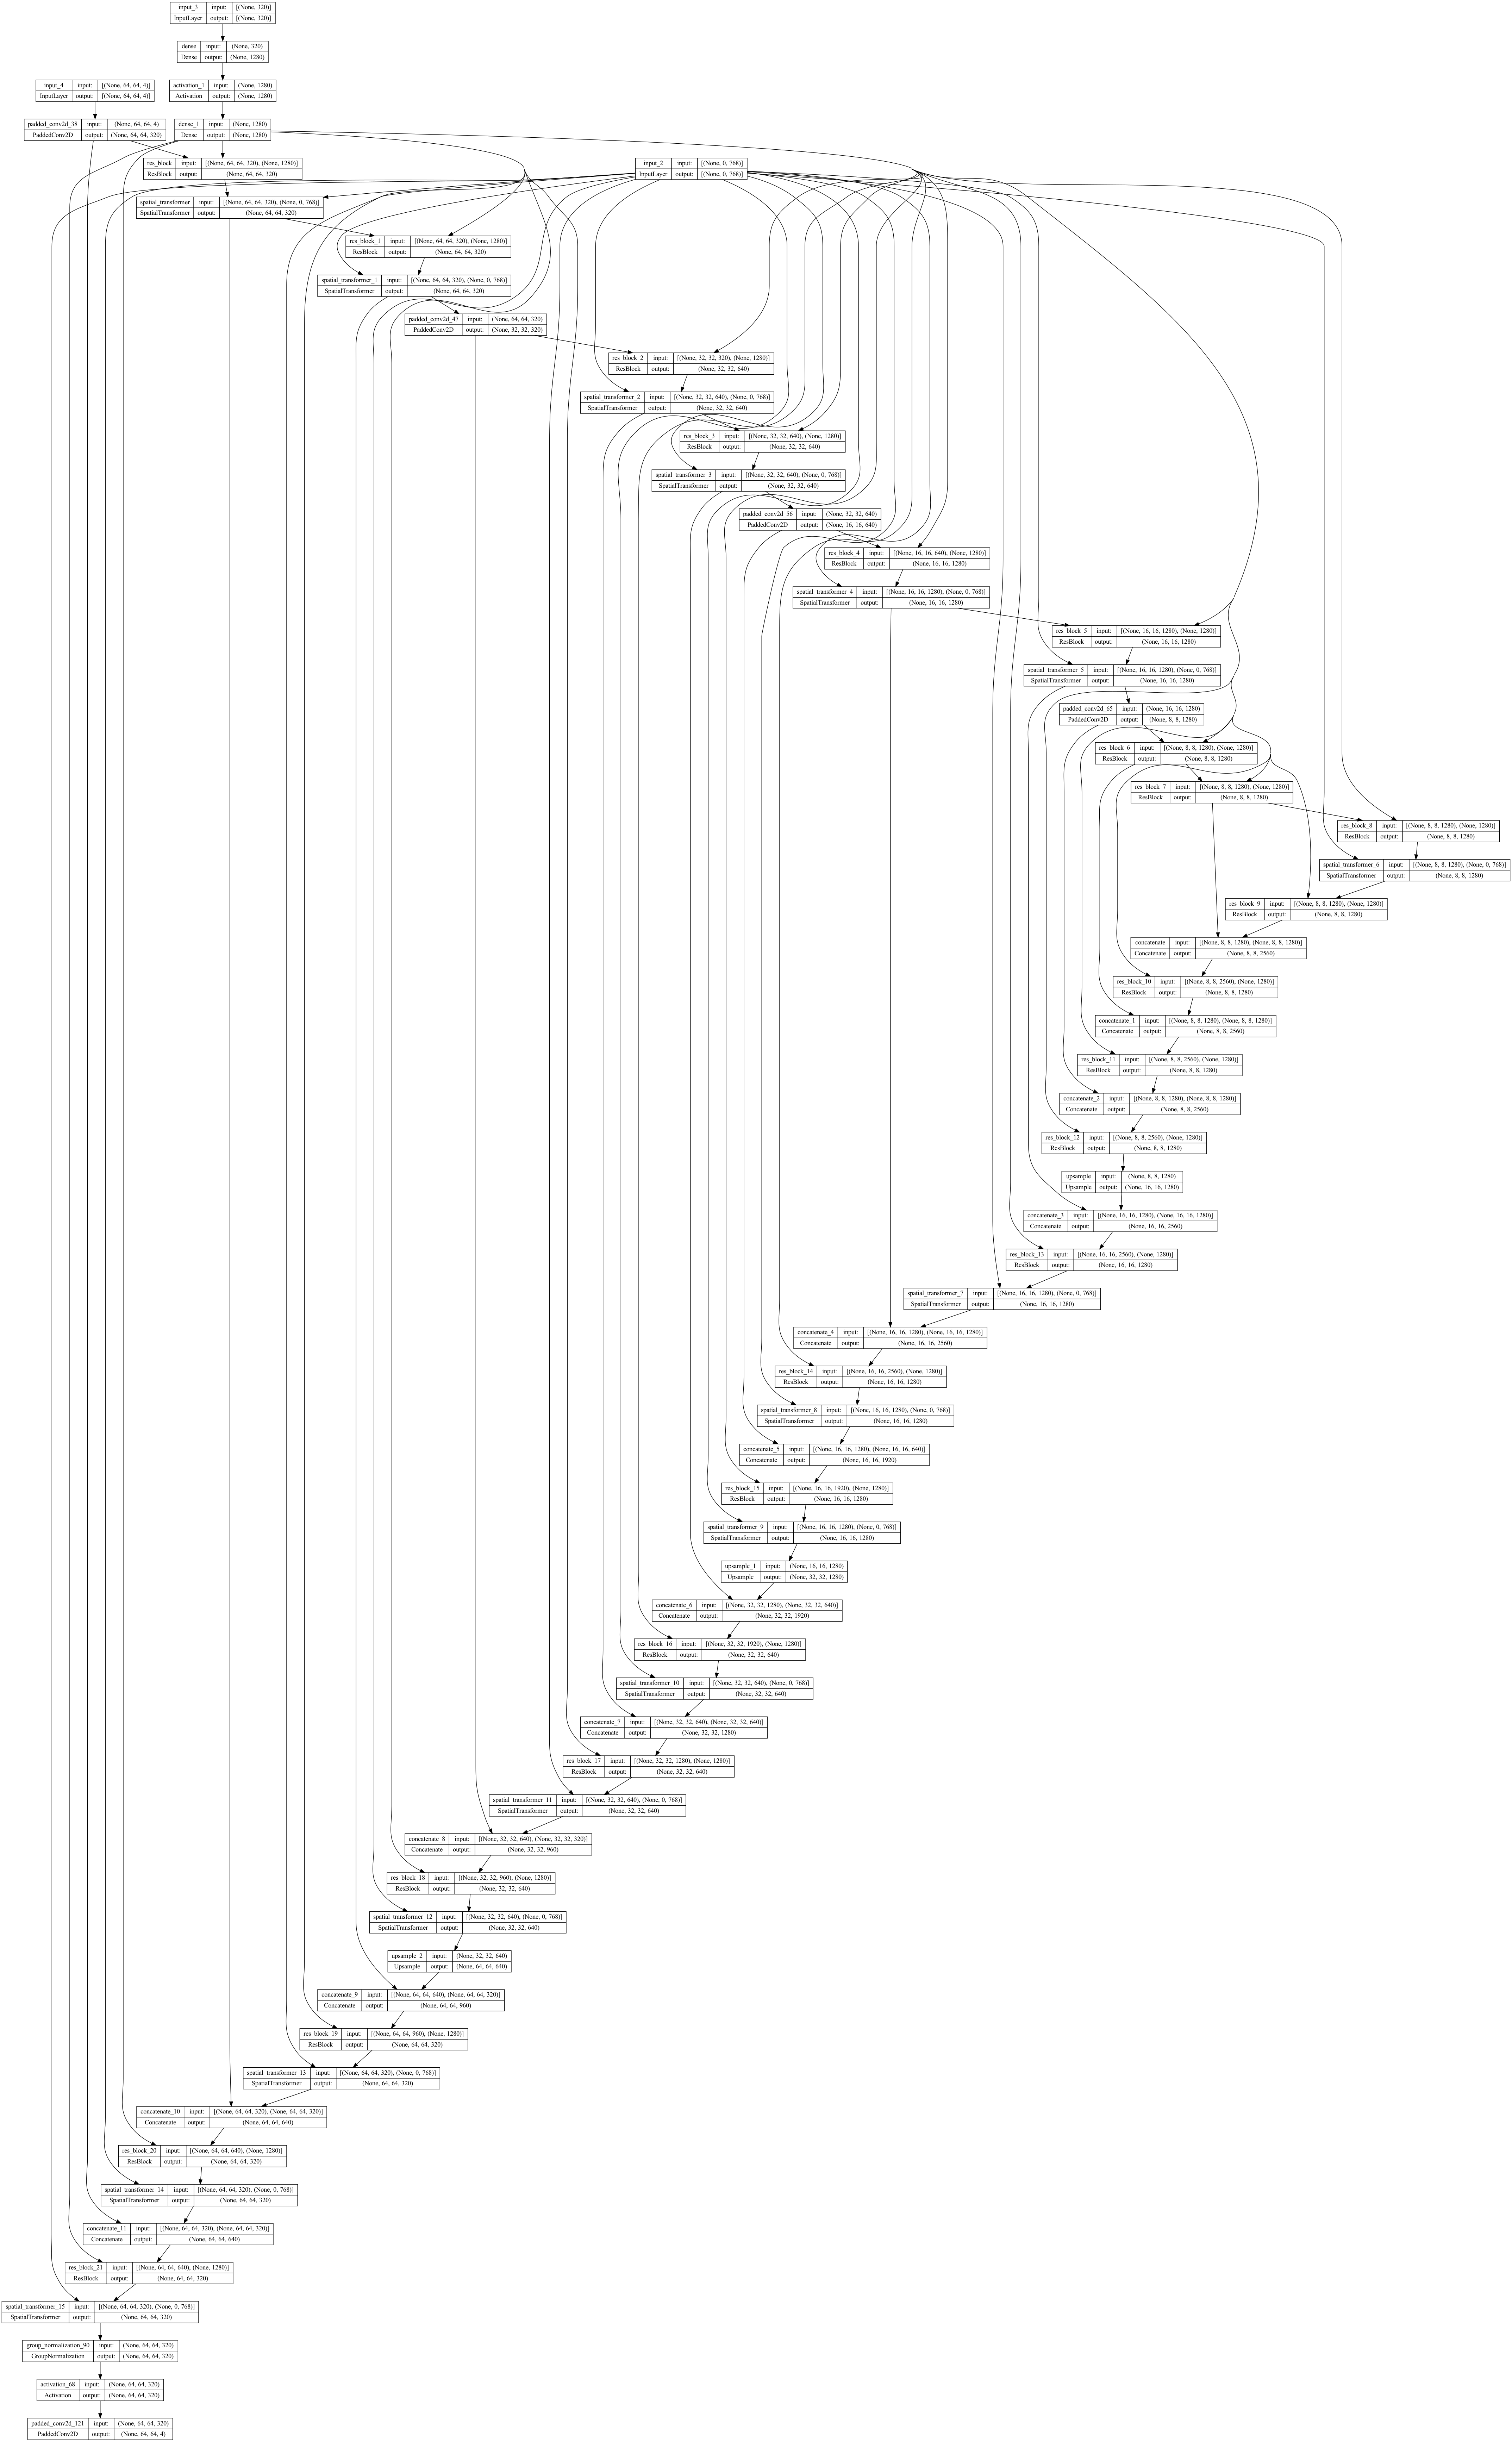 input_3 input: [(None, 320)]
InputLayer output: [(None, 320)]
dense input: (None, 320)
Dense output: (None, 1280)
input_4 input: [(None, 64, 64, 4)]
InputLayer output: [(None, 64, 64, 4)]
activation_1 input: (None, 1280)
Activation output: (None, 1280)
padded_conv2d_38 input: (None, 64, 64, 4)
PaddedConv2D output: (None, 64, 64, 320)
dense_1 input: (None, 1280)
Dense output: (None, 1280)
res_block input: [(None, 64, 64, 320), (None, 1280)]
ResBlock output: (None, 64, 64, 320)
input_2 input: [(None, 0, 768)]
InputLayer output: [(None, 0, 768)]
spatial_transformer input: [(None, 64, 64, 320), (None, 0, 768)]
SpatialTransformer output: (None, 64, 64, 320)
res_block_1 input: [(None, 64, 64, 320), (None, 1280)]
ResBlock output: (None, 64, 64, 320)
spatial_transformer_1 input: [(None, 64, 64, 320), (None, 0, 768)]
SpatialTransformer output: (None, 64, 64, 320)
padded_conv2d_47 input: (None, 64, 64, 320)
PaddedConv2D output: (None, 32, 32, 320)
res_block_2 input: [(None, 32, 32, 320), (None, 1280)]
ResBlock output: (None, 32, 32, 640)
spatial_transformer_2 input: [(None, 32, 32, 640), (None, 0, 768)]
SpatialTransformer output: (None, 32, 32, 640)
res_block_3 input: [(None, 32, 32, 640), (None, 1280)]
ResBlock output: (None, 32, 32, 640)
spatial_transformer_3 input: [(None, 32, 32, 640), (None, 0, 768)]
SpatialTransformer output: (None, 32, 32, 640)
padded_conv2d_56 input: (None, 32, 32, 640)
PaddedConv2D output: (None, 16, 16, 640)
res_block_4 input: [(None, 16, 16, 640), (None, 1280)]
ResBlock output: (None, 16, 16, 1280)
spatial_transformer_4 input: [(None, 16, 16, 1280), (None, 0, 768)]
SpatialTransformer output: (None, 16, 16, 1280)
res_block_5 input: [(None, 16, 16, 1280), (None, 1280)]
ResBlock output: (None, 16, 16, 1280)
spatial_transformer_5 input: [(None, 16, 16, 1280), (None, 0, 768)]
SpatialTransformer output: (None, 16, 16, 1280)
padded_conv2d_65 input: (None, 16, 16, 1280)
PaddedConv2D output: (None, 8, 8, 1280)
res_block_6 input: [(None, 8, 8, 1280), (None, 1280)]
ResBlock output: (None, 8, 8, 1280)
res_block_7 input: [(None, 8, 8, 1280), (None, 1280)]
ResBlock output: (None, 8, 8, 1280)
res_block_8 input: [(None, 8, 8, 1280), (None, 1280)]
ResBlock output: (None, 8, 8, 1280)
spatial_transformer_6 input: [(None, 8, 8, 1280), (None, 0, 768)]
SpatialTransformer output: (None, 8, 8, 1280)
res_block_9 input: [(None, 8, 8, 1280), (None, 1280)]
ResBlock output: (None, 8, 8, 1280)
concatenate input: [(None, 8, 8, 1280), (None, 8, 8, 1280)]
Concatenate output: (None, 8, 8, 2560)
res_block_10 input: [(None, 8, 8, 2560), (None, 1280)]
ResBlock output: (None, 8, 8, 1280)
concatenate_1 input: [(None, 8, 8, 1280), (None, 8, 8, 1280)]
Concatenate output: (None, 8, 8, 2560)
res_block_11 input: [(None, 8, 8, 2560), (None, 1280)]
ResBlock output: (None, 8, 8, 1280)
concatenate_2 input: [(None, 8, 8, 1280), (None, 8, 8, 1280)]
Concatenate output: (None, 8, 8, 2560)
res_block_12 input: [(None, 8, 8, 2560), (None, 1280)]
ResBlock output: (None, 8, 8, 1280)
upsample input: (None, 8, 8, 1280)
Upsample output: (None, 16, 16, 1280)
concatenate_3 input: [(None, 16, 16, 1280), (None, 16, 16, 1280)]
Concatenate output: (None, 16, 16, 2560)
res_block_13 input: [(None, 16, 16, 2560), (None, 1280)]
ResBlock output: (None, 16, 16, 1280)
spatial_transformer_7 input: [(None, 16, 16, 1280), (None, 0, 768)]
SpatialTransformer output: (None, 16, 16, 1280)
concatenate_4 input: [(None, 16, 16, 1280), (None, 16, 16, 1280)]
Concatenate output: (None, 16, 16, 2560)
res_block_14 input: [(None, 16, 16, 2560), (None, 1280)]
ResBlock output: (None, 16, 16, 1280)
spatial_transformer_8 input: [(None, 16, 16, 1280), (None, 0, 768)]
SpatialTransformer output: (None, 16, 16, 1280)
concatenate_5 input: [(None, 16, 16, 1280), (None, 16, 16, 640)]
Concatenate output: (None, 16, 16, 1920)
res_block_15 input: [(None, 16, 16, 1920), (None, 1280)]
ResBlock output: (None, 16, 16, 1280)
spatial_transformer_9 input: [(None, 16, 16, 1280), (None, 0, 768)]
SpatialTransformer output: (None, 16, 16, 1280)
upsample_1 input: (None, 16, 16, 1280)
Upsample output: (None, 32, 32, 1280)
concatenate_6 input: [(None, 32, 32, 1280), (None, 32, 32, 640)]
Concatenate output: (None, 32, 32, 1920)
res_block_16 input: [(None, 32, 32, 1920), (None, 1280)]
ResBlock output: (None, 32, 32, 640)
spatial_transformer_10 input: [(None, 32, 32, 640), (None, 0, 768)]
SpatialTransformer output: (None, 32, 32, 640)
concatenate_7 input: [(None, 32, 32, 640), (None, 32, 32, 640)]
Concatenate output: (None, 32, 32, 1280)
res_block_17 input: [(None, 32, 32, 1280), (None, 1280)]
ResBlock output: (None, 32, 32, 640)
spatial_transformer_11 input: [(None, 32, 32, 640), (None, 0, 768)]
SpatialTransformer output: (None, 32, 32, 640)
concatenate_8 input: [(None, 32, 32, 640), (None, 32, 32, 320)]
Concatenate output: (None, 32, 32, 960)
res_block_18 input: [(None, 32, 32, 960), (None, 1280)]
ResBlock output: (None, 32, 32, 640)
spatial_transformer_12 input: [(None, 32, 32, 640), (None, 0, 768)]
SpatialTransformer output: (None, 32, 32, 640)
upsample_2 input: (None, 32, 32, 640)
Upsample output: (None, 64, 64, 640)
concatenate_9 input: [(None, 64, 64, 640), (None, 64, 64, 320)]
Concatenate output: (None, 64, 64, 960)
res_block_19 input: [(None, 64, 64, 960), (None, 1280)]
ResBlock output: (None, 64, 64, 320)
spatial_transformer_13 input: [(None, 64, 64, 320), (None, 0, 768)]
SpatialTransformer output: (None, 64, 64, 320)
concatenate_10 input: [(None, 64, 64, 320), (None, 64, 64, 320)]
Concatenate output: (None, 64, 64, 640)
res_block_20 input: [(None, 64, 64, 640), (None, 1280)]
ResBlock output: (None, 64, 64, 320)
spatial_transformer_14 input: [(None, 64, 64, 320), (None, 0, 768)]
SpatialTransformer output: (None, 64, 64, 320)
concatenate_11 input: [(None, 64, 64, 320), (None, 64, 64, 320)]
Concatenate output: (None, 64, 64, 640)
res_block_21 input: [(None, 64, 64, 640), (None, 1280)]
ResBlock output: (None, 64, 64, 320)
spatial_transformer_15 input: [(None, 64, 64, 320), (None, 0, 768)]
SpatialTransformer output: (None, 64, 64, 320)
group_normalization_90 input: (None, 64, 64, 320)
GroupNormalization output: (None, 64, 64, 320)
activation_68 input: (None, 64, 64, 320)
Activation output: (None, 64, 64, 320)
padded_conv2d_121 input: (None, 64, 64, 320)
PaddedConv2D output: (None, 64, 64, 4)